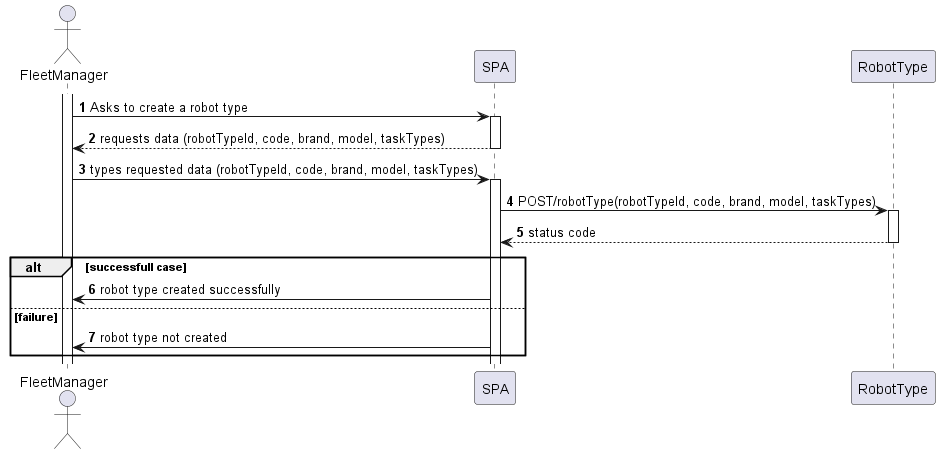 FleetManager
SPA
RobotType
1 Asks to create a robot type
2 requests data (robotTypeId, code, brand, model, taskTypes)
3 types requested data (robotTypeId, code, brand, model, taskTypes)
4 POST/robotType(robotTypeId, code, brand, model, taskTypes)
5 status code
alt [successfull case]
6 robot type created successfully
[failure]
7 robot type not created
FleetManager
SPA
RobotType